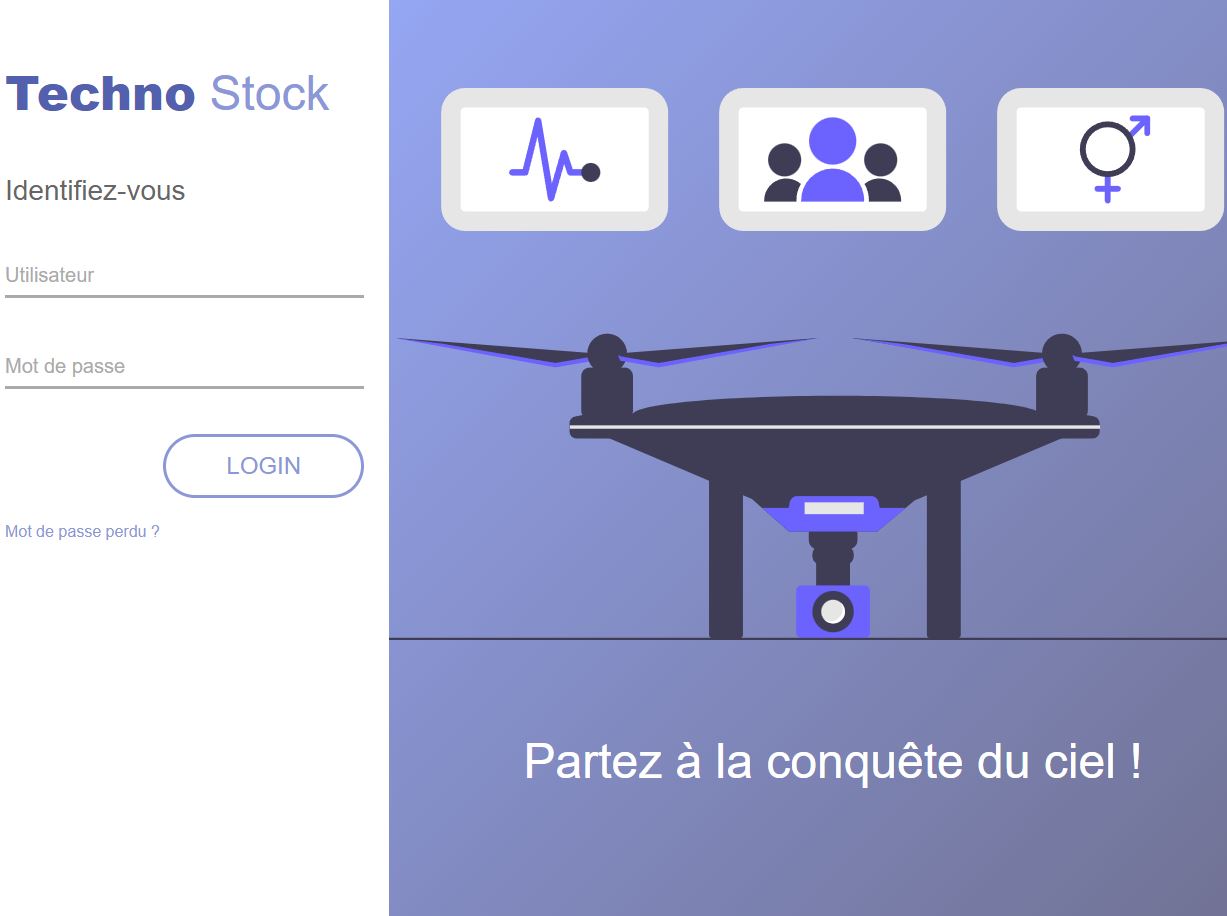 Techno Stock
Identifiez-vous
Utilisateur
Mot de passe
LOGIN
Mot de passe perdu ?
Partez à la conquête du ciel !